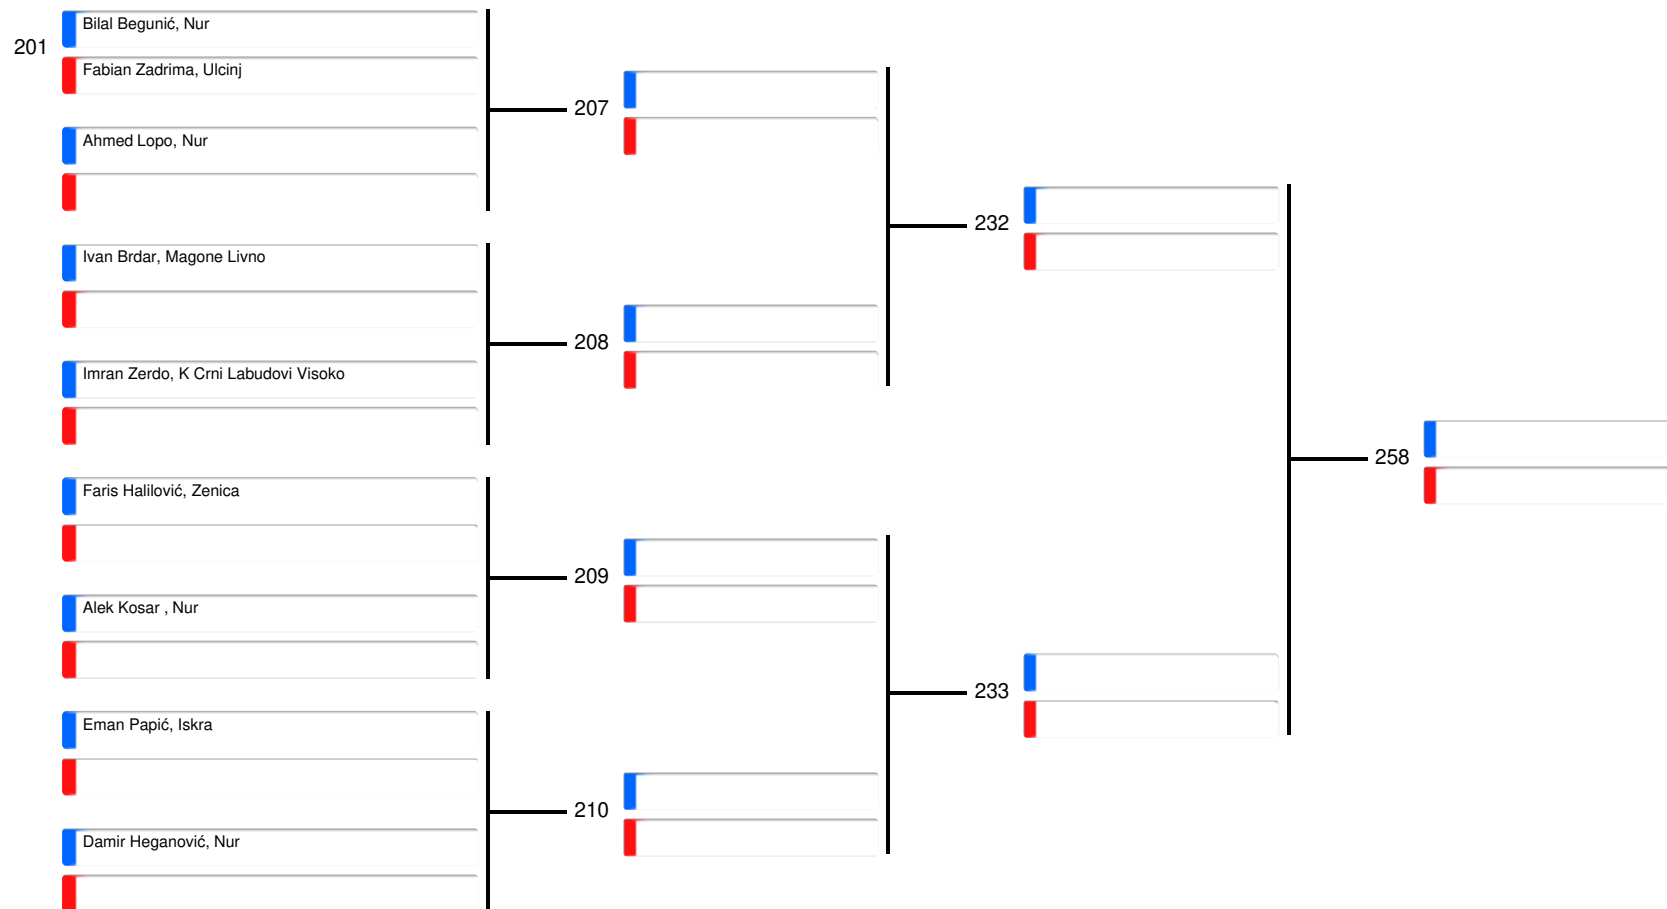 Bilal Begunić, Nur
201
Fabian Zadrima, Ulcinj
207
Ahmed Lopo, Nur
232
Ivan Brdar, Magone Livno
208
Imran Zerdo, K Crni Labudovi Visoko
258
Faris Halilović, Zenica
209
Alek Kosar , Nur
233
Eman Papić, Iskra
210
Damir Heganović, Nur